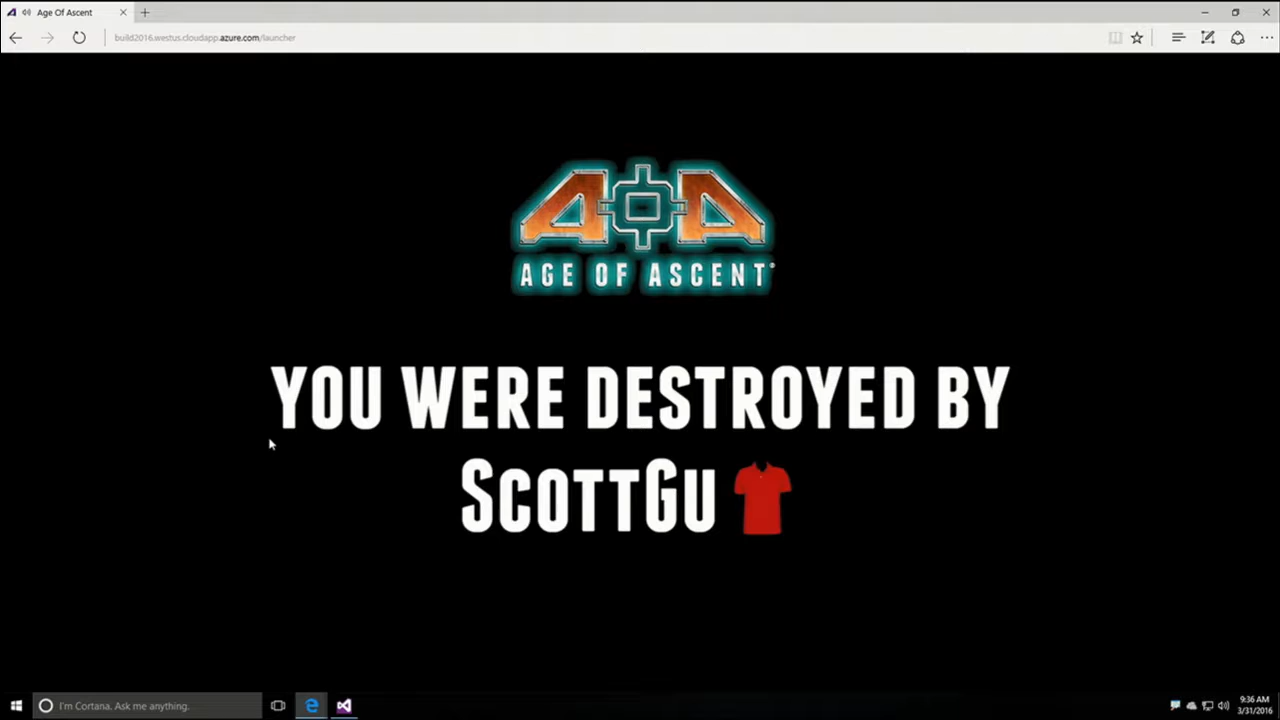 Age Of Ascent
build2016.westus.cloudapp.azure.com/launcher
AGE OF ASCENT®
YOU WERE DESTROYED BY
SCOTTGU
I'm Cortana. Ask me anything.
9:36 AM
3/31/2016